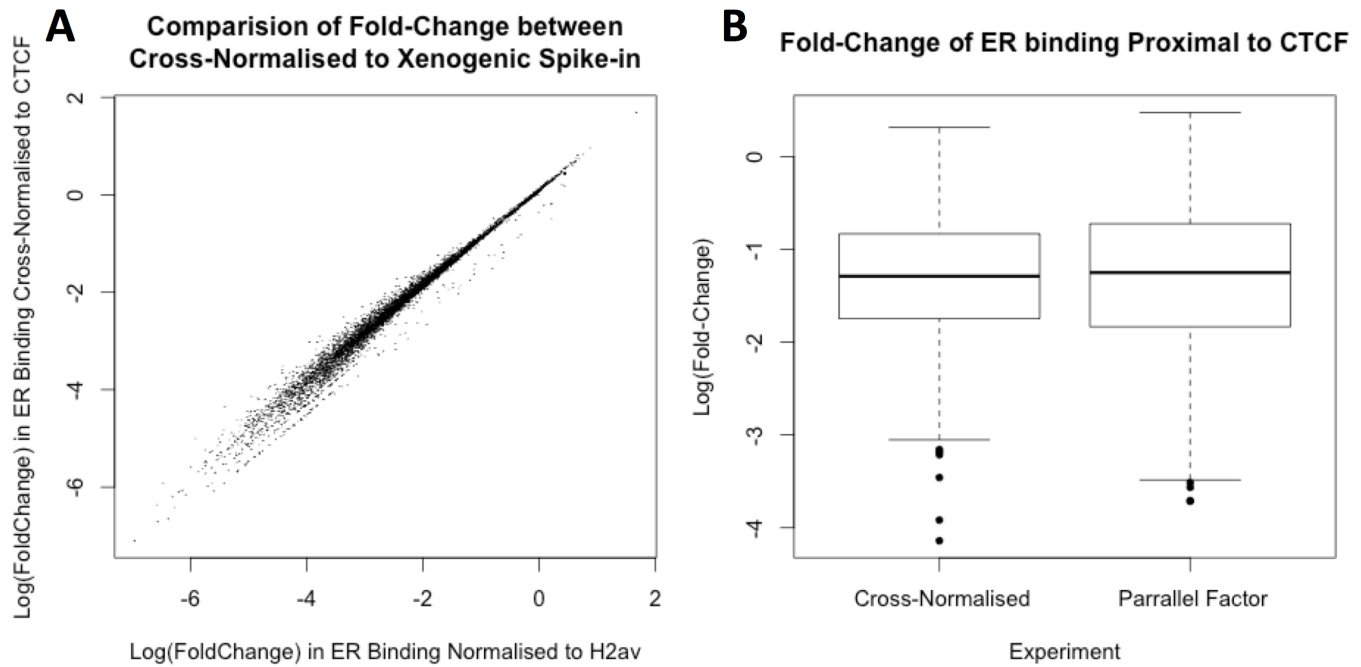 A
Comparision of Fold-Change between
Cross-Normalised to Xenogenic Spike-in
Log(FoldChange) in ER Binding Cross-Normalised to CTCF
2
0
-2
-4
-6
-6 -4 -2 0 2
Log(FoldChange) in ER Binding Normalised to H2av
B
Fold-Change of ER binding Proximal to CTCF
Log(Fold-Change)
0
-1
-2
-3
-4
Cross-Normalised Parrallel Factor
Experiment